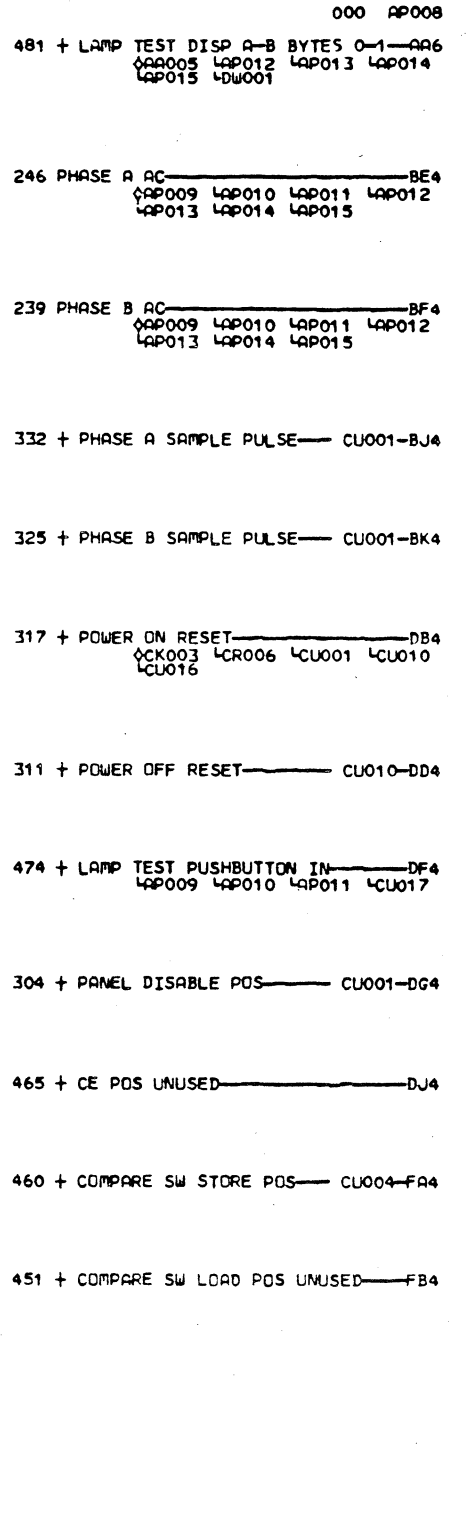 000 AP008
481 + LAMP TEST DISP A-B BYTES 0-1—AA6
◊AA005 ↳AP012 ↳AP013 ↳AP014
↳AP015 ↳DW001
246 PHASE A AC—BE4
◊AP009 ↳AP010 ↳AP011 ↳AP012
↳AP013 ↳AP014 ↳AP015
239 PHASE B AC—BF4
◊AP009 ↳AP010 ↳AP011 ↳AP012
↳AP013 ↳AP014 ↳AP015
332 + PHASE A SAMPLE PULSE— CU001-BJ4
325 + PHASE B SAMPLE PULSE— CU001-BK4
317 + POWER ON RESET—DB4
◊CK003 ↳CR006 ↳CU001 ↳CU010
↳CU016
311 + POWER OFF RESET— CU010-DD4
474 + LAMP TEST PUSHBUTTON IN—DF4
↳AP009 ↳AP010 ↳AP011 ↳CU017
304 + PANEL DISABLE POS— CU001-DG4
465 + CE POS UNUSED—DJ4
460 + COMPARE SW STORE POS— CU004-FA4
451 + COMPARE SW LOAD POS UNUSED—FB4